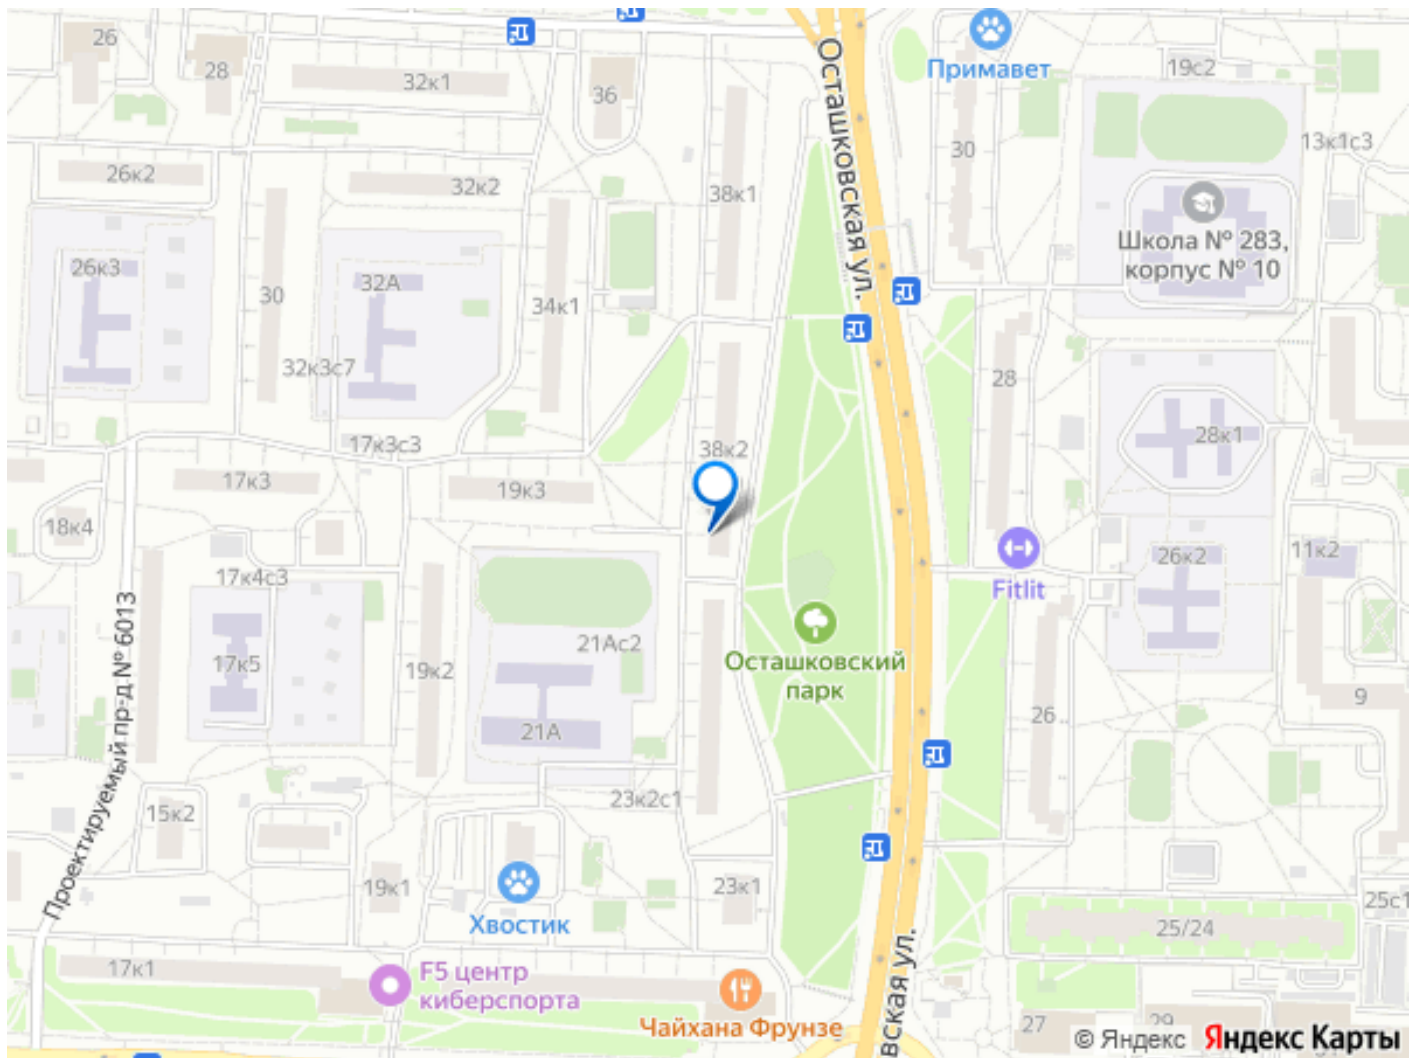 26
28
32к1
36
Осташковская ул.
Примавет
19с2
30
13к1с3
26к2
32к2
38к1
Школа № 283,
корпус № 10
26к3
30
32А
34к1
32к3с7
28
28к1
17к3с3
38к2
17к3
19к3
18к4
17к4с3
11к2
26к2
Fitlit
Проектируемый пр-д № 6013
17к5
19к2
21Ас2
Осташковский
парк
21А
26
9
15к2
23к2с1
19к1
Хвостик
23к1
25с1
25/24
17к1
F5 центр
киберспорта
Чайхана Фрунзе
вская ул.
27
29
© Яндекс Яндекс Карты